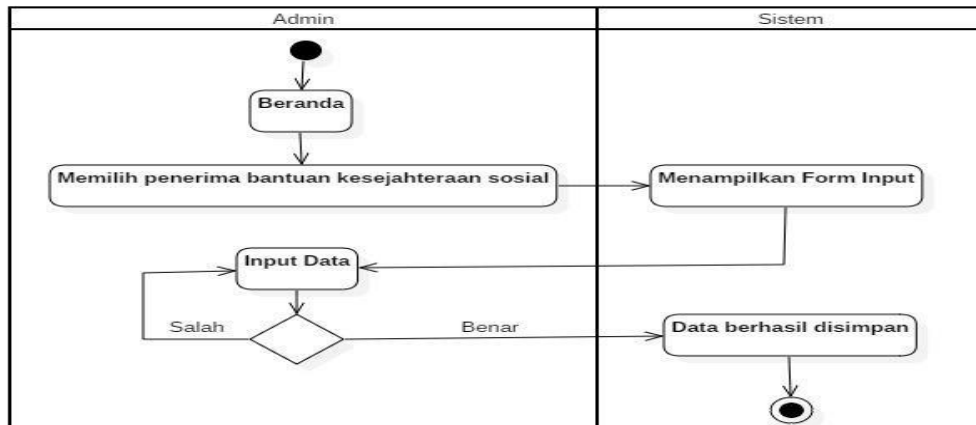 Admin
Sistem
Beranda
Memilih penerima bantuan kesejahteraan sosial
Menampilkan Form Input
Input Data
Salah
Benar
Data berhasil disimpan